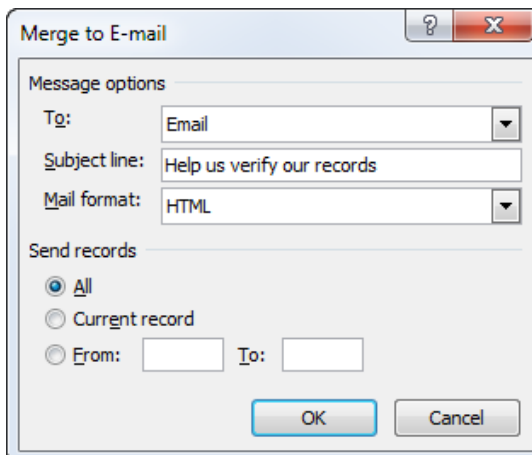 Merge to E-mail
Message options
To: Email
Subject line: Help us verify our records
Mail format: HTML
Send records
All
Current record
From: To:
OK Cancel